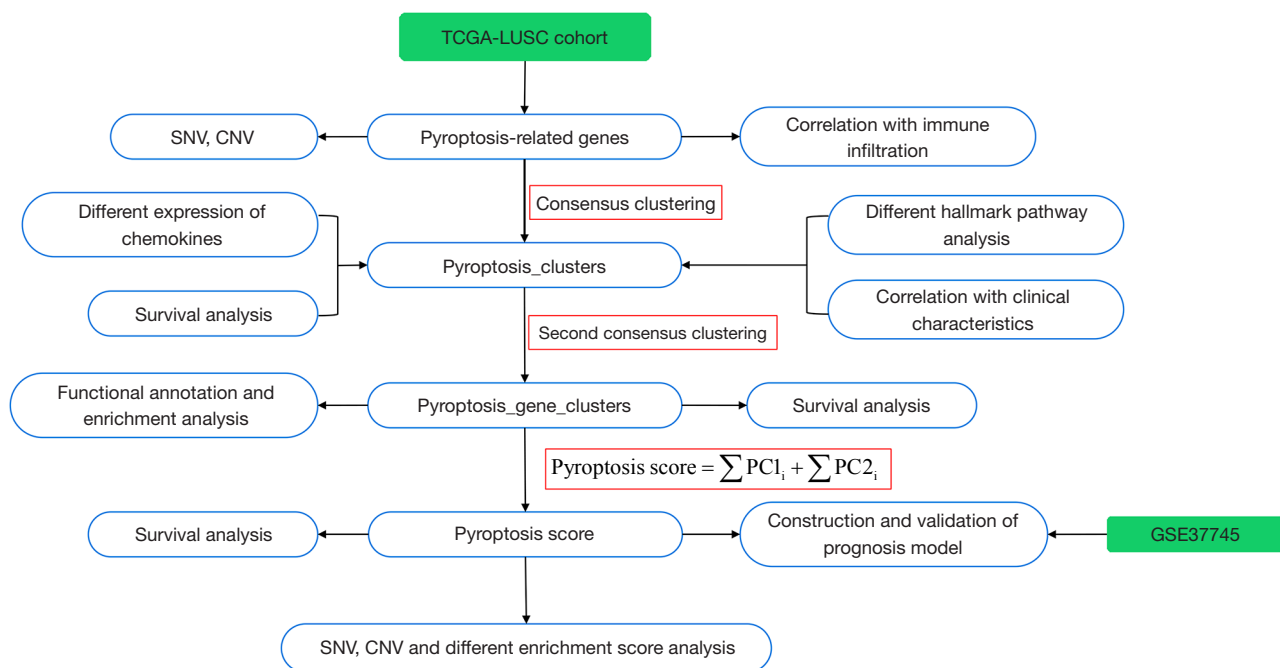 TCGA-LUSC cohort
SNV, CNV
Pyroptosis-related genes
Correlation with immune
infiltration
Consensus clustering
Different expression of
chemokines
Different hallmark pathway
analysis
Pyroptosis_clusters
Survival analysis
Correlation with clinical
characteristics
Second consensus clustering
Functional annotation and
enrichment analysis
Pyroptosis_gene_clusters
Survival analysis
Pyroptosis score = ∑ PC1ᵢ + ∑ PC2ᵢ
Survival analysis
Pyroptosis score
Construction and validation of
prognosis model
GSE37745
SNV, CNV and different enrichment score analysis